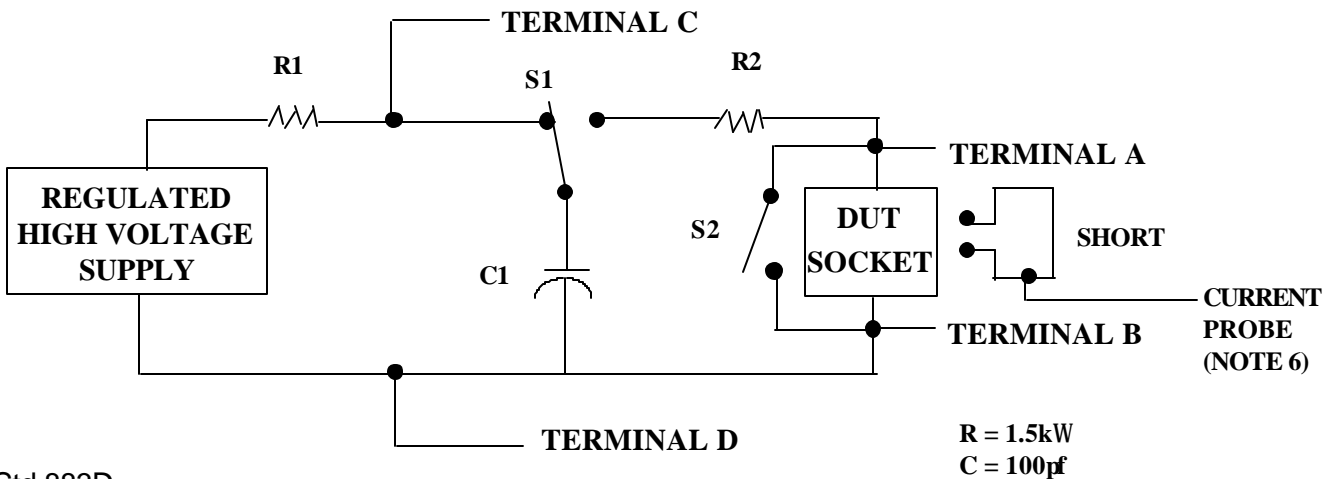 TERMINAL C
R1
S1
R2
TERMINAL A
REGULATED
HIGH VOLTAGE
SUPPLY
S2
DUT
SOCKET
SHORT
C1
CURRENT
PROBE
(NOTE 6)
TERMINAL B
TERMINAL D
R = 1.5kW
C = 100pf